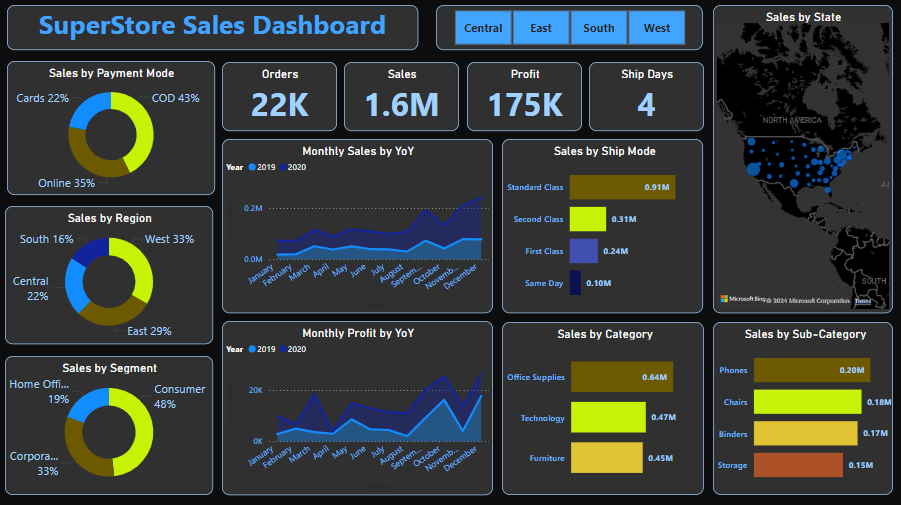 SuperStore Sales Dashboard
Central East South West
Sales by Payment Mode
Cards 22%
COD 43%
Online 35%
Orders
22K
Sales
1.6M
Profit
175K
Ship Days
4
Sales by State
NORTH AMERICA
SOUTH
Microsoft Bing
© 2024 Microsoft Corporation Terms
Sales by Region
South 16%
West 33%
Central
22%
East 29%
Monthly Sales by YoY
Year 2019 2020
0.2M
0.0M
January
February
March
April
May
June
July
August
Septem...
October
Novemb...
December
Sales by Ship Mode
Standard Class 0.91M
Second Class 0.31M
First Class 0.24M
Same Day 0.10M
Sales by Segment
Home Offi...
19%
Consumer
48%
Corpora...
33%
Monthly Profit by YoY
Year 2019 2020
20K
0K
January
February
March
April
May
June
July
August
Septem...
October
Novemb...
December
Sales by Category
Office Supplies 0.64M
Technology 0.47M
Furniture 0.45M
Sales by Sub-Category
Phones 0.20M
Chairs 0.18M
Binders 0.17M
Storage 0.15M